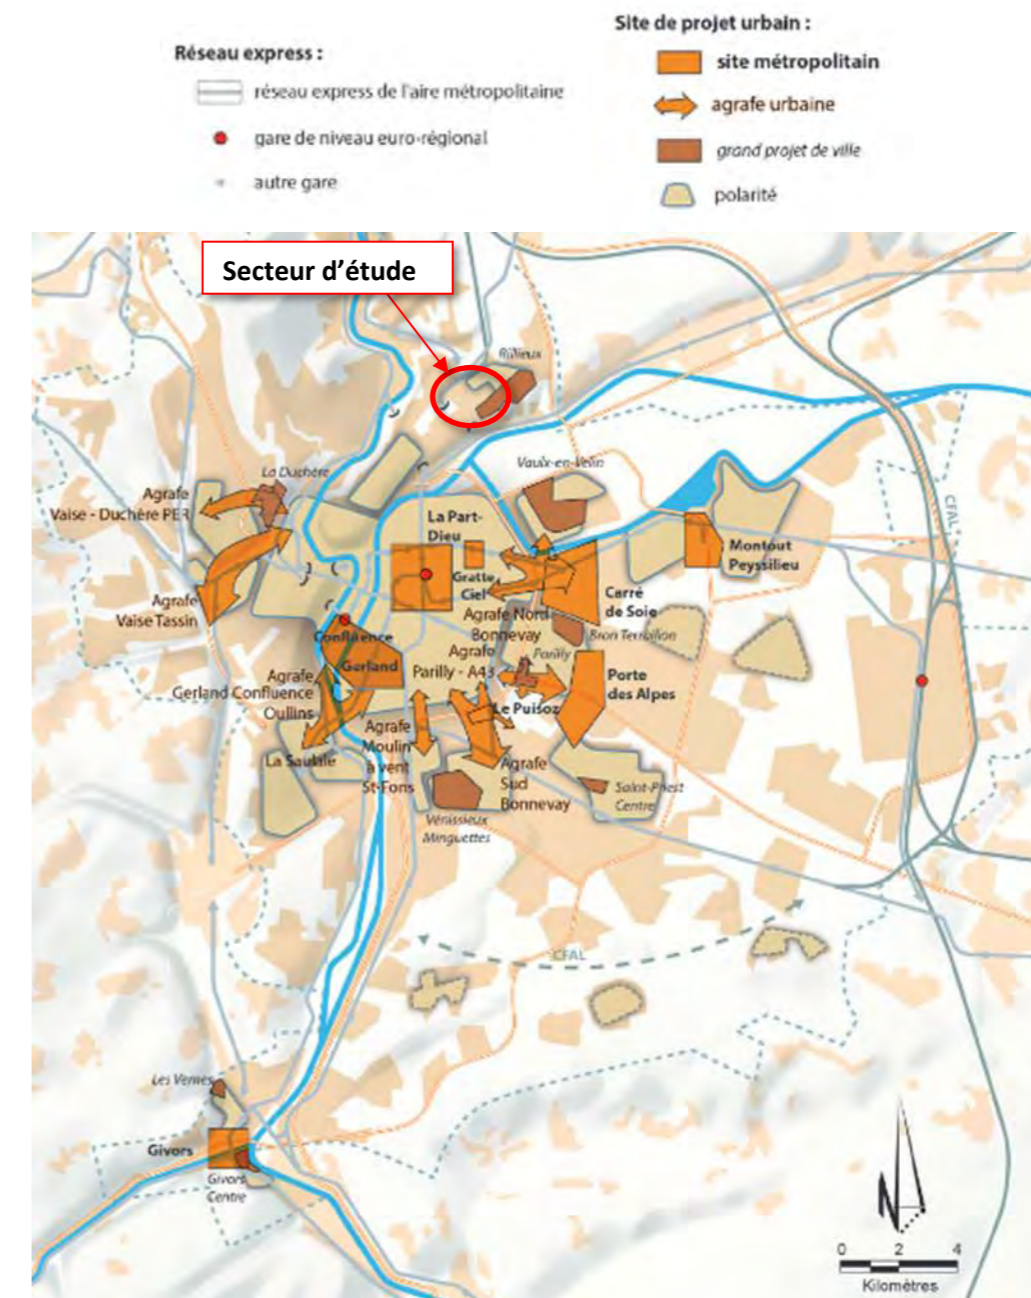 Site de projet urbain :
Réseau express :
site métropolitain
réseau express de l'aire métropolitaine
agrafe urbaine
gare de niveau euro-régional
grand projet de ville
autre gare
polarité
Secteur d'étude
Rillieux
La Duchère
Vaulx-en-Velin
Agrafe
Vaise - Duchère PER
CFAL
La Part-
Dieu
Montout
Peyssilieu
Gratte
Ciel
Agrafe
Vaise Tassin
Carré
de Soie
Agrafe Nord
Bonnevay
Bron Terraillon
Confluence
Gerland
Agrafe
Parilly - A43
Parilly
Porte
des Alpes
Agrafe
Gerland Confluence
Oullins
Le Puisoz
Agrafe
Moulin
à vent
St-Fons
La Saulaie
Agrafe
Sud
Bonnevay
Saint-Priest
Centre
Vénissieux
Minguettes
CFAL
Les Vernes
Givors
Givors
Centre
N
0 2 4
Kilomètres